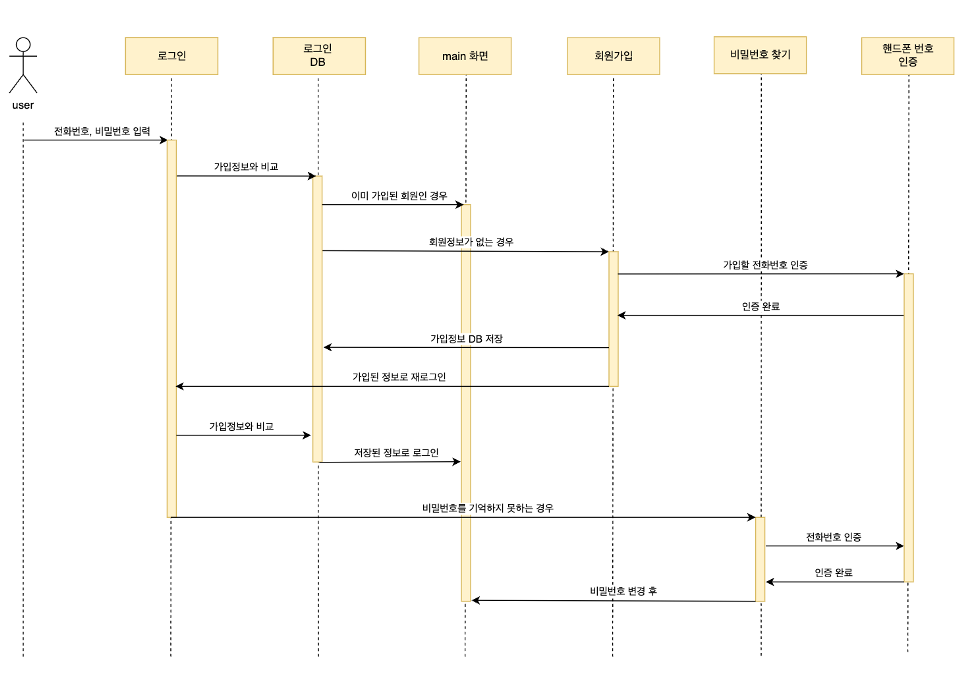 로그인
로그인
DB
main 화면
회원가입
비밀번호 찾기
핸드폰 번호
인증
user
전화번호, 비밀번호 입력
가입정보와 비교
이미 가입된 회원인 경우
회원정보가 없는 경우
가입할 전화번호 인증
인증 완료
가입정보 DB 저장
가입된 정보로 재로그인
가입정보와 비교
저장된 정보로 로그인
비밀번호를 기억하지 못하는 경우
전화번호 인증
인증 완료
비밀번호 변경 후